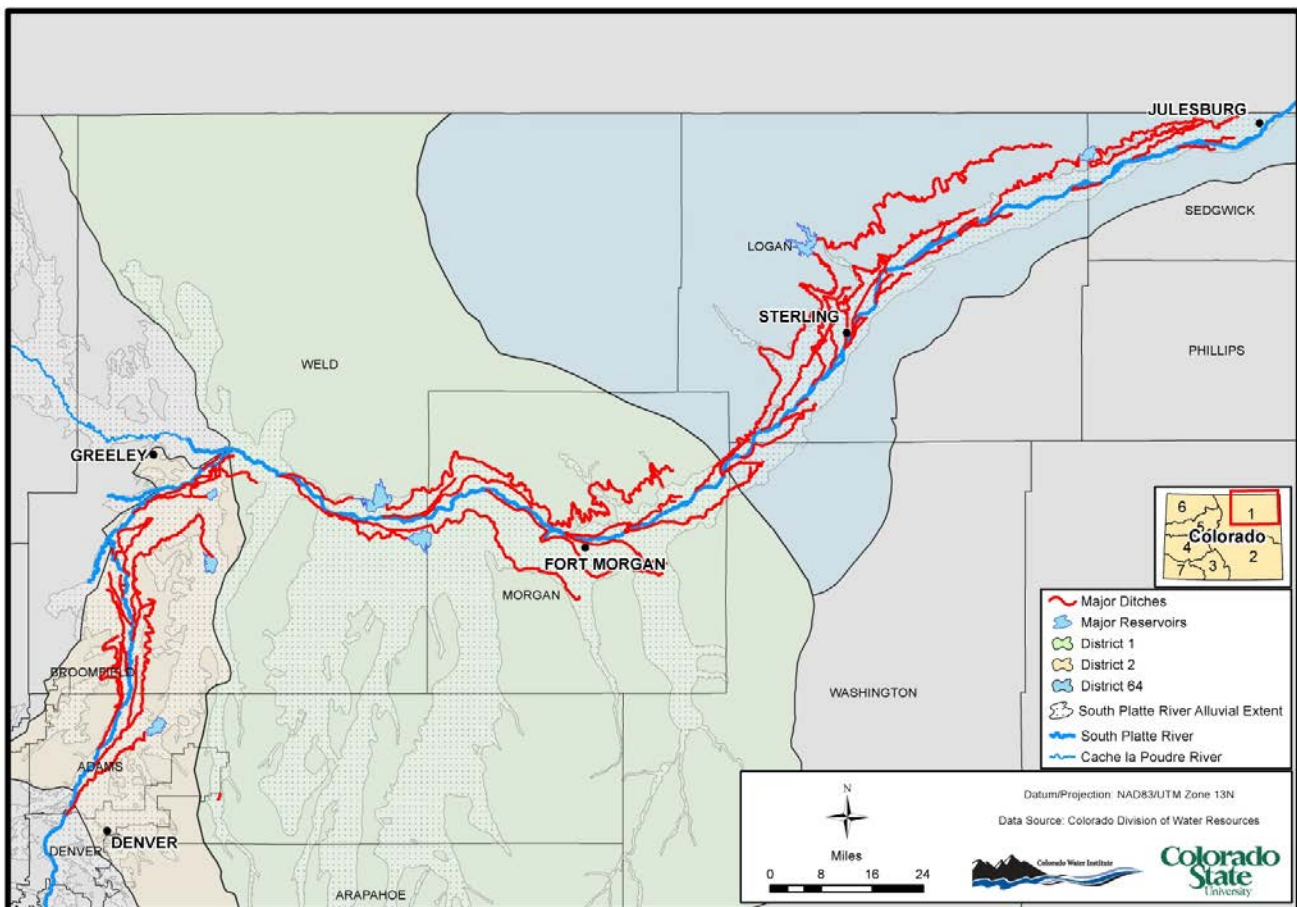 JULESBURG
SEDGWICK
LOGAN
STERLING
PHILLIPS
WELD
GREELEY
FORT MORGAN
MORGAN
BROOMFIELD
WASHINGTON
ADAMS
DENVER
DENVER
ARAPAHOE
6
1
5
Colorado
4
2
7
3
Major Ditches
Major Reservoirs
District 1
District 2
District 64
South Platte River Alluvial Extent
South Platte River
Cache la Poudre River
N
Miles
0 4 8 16 24
Datum/Projection: NAD83/UTM Zone 13N
Data Source: Colorado Division of Water Resources
Colorado Water Institute
Colorado
State
University